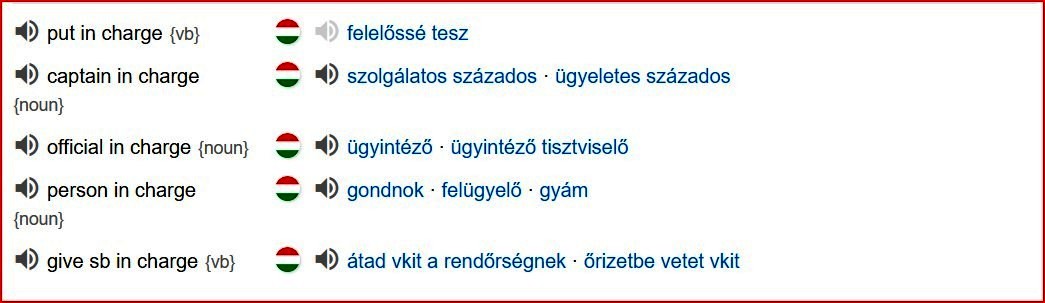 put in charge {vb} felelőssé tesz
captain in charge szolgálatos százados · ügyeletes százados
{noun}
official in charge {noun} ügyintéző · ügyintéző tisztviselő
person in charge gondnok · felügyelő · gyám
{noun}
give sb in charge {vb} átad vkit a rendőrségnek · őrizetbe vetet vkit